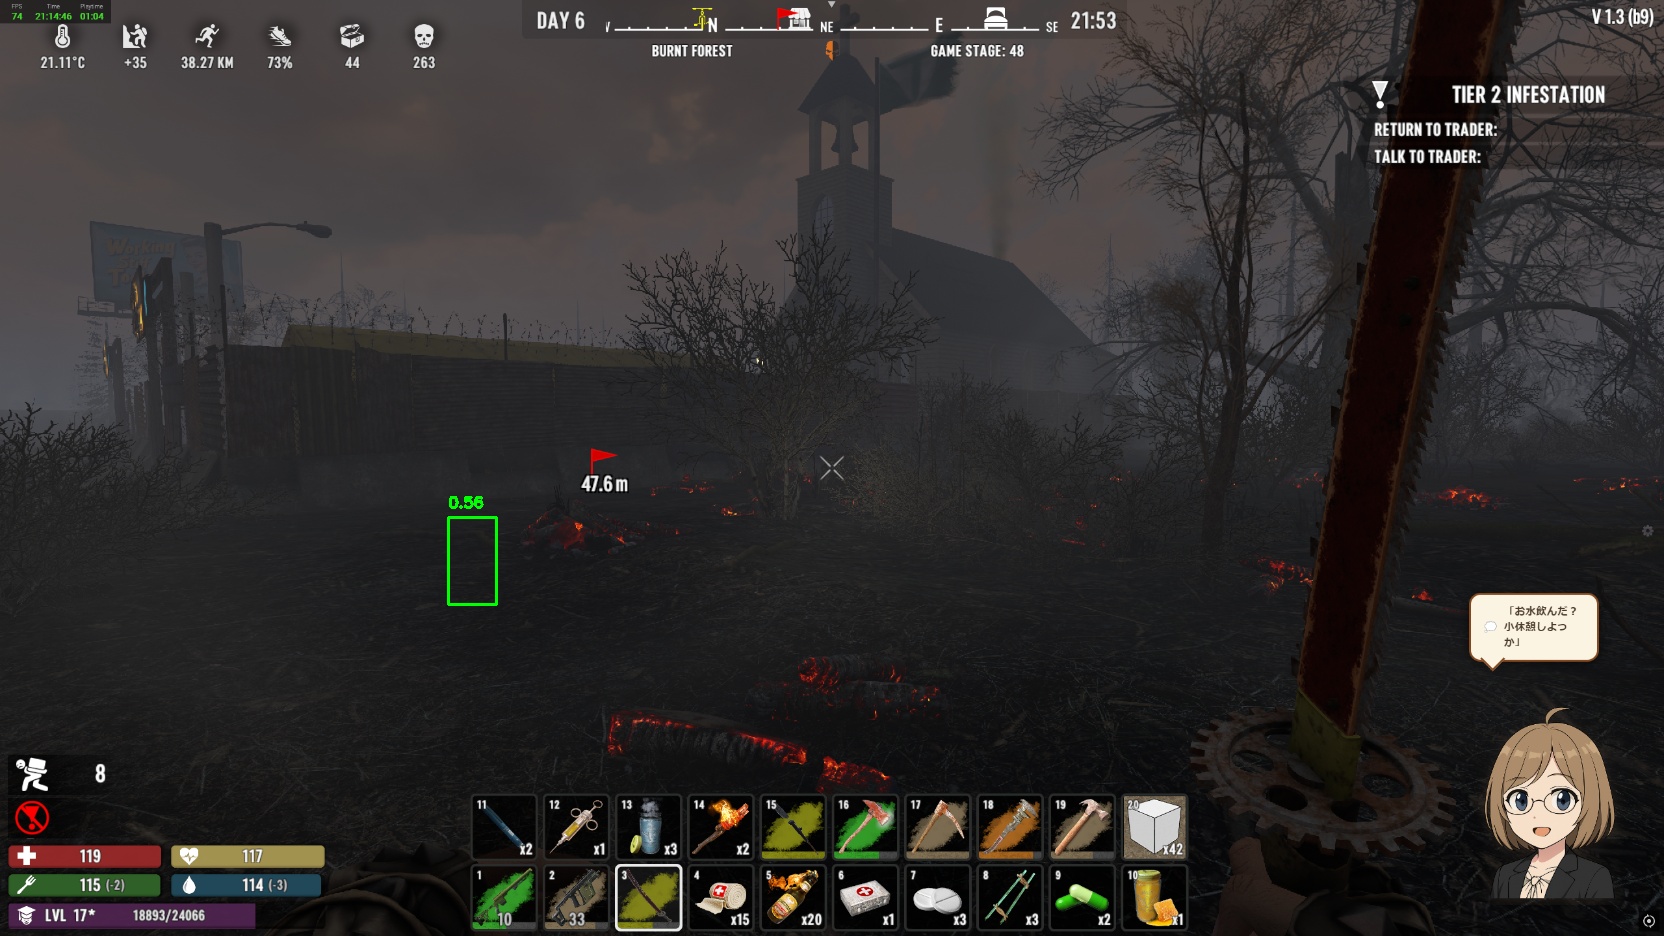 FPS Time Playtime
74 21:14:46 01:04
21.11°C
+35
38.27 KM
73%
44
263
DAY 6
N NE E SE
21:53
BURNT FOREST
GAME STAGE: 48
V 1.3 (b9)
TIER 2 INFESTATION
RETURN TO TRADER:
TALK TO TRADER:
Working
47.6 m
0.56
「お水飲んだ？
小休憩しよっ
か」
8
119
117
115 (-2)
114 (-3)
LVL 17* 18893/24066
11 x2
12 x1
13 x3
14 x2
15
16
17
18
19
20 x42
1 10
2 33
3
4 x15
5 x20
6 x1
7 x3
8 x3
9 x2
10 x1